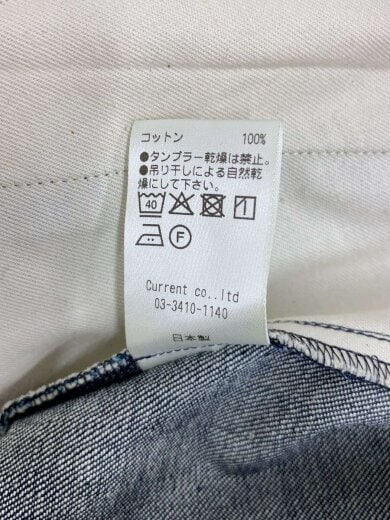 コットン 100%
●タンブラー乾燥は禁止。
●吊り干しによる自然乾
燥にして下さい。
40
F
Current co..ltd
03-3410-1140
日本製